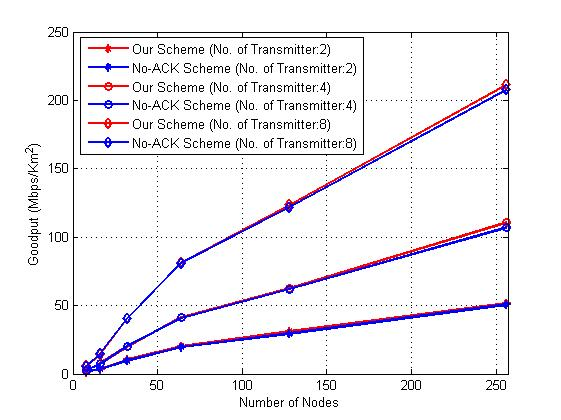 250
200
150
100
50
0
Goodput (Mbps/Km²)
Our Scheme (No. of Transmitter:2)
No-ACK Scheme (No. of Transmitter:2)
Our Scheme (No. of Transmitter:4)
No-ACK Scheme (No. of Transmitter:4)
Our Scheme (No. of Transmitter:8)
No-ACK Scheme (No. of Transmitter:8)
0 50 100 150 200 250
Number of Nodes